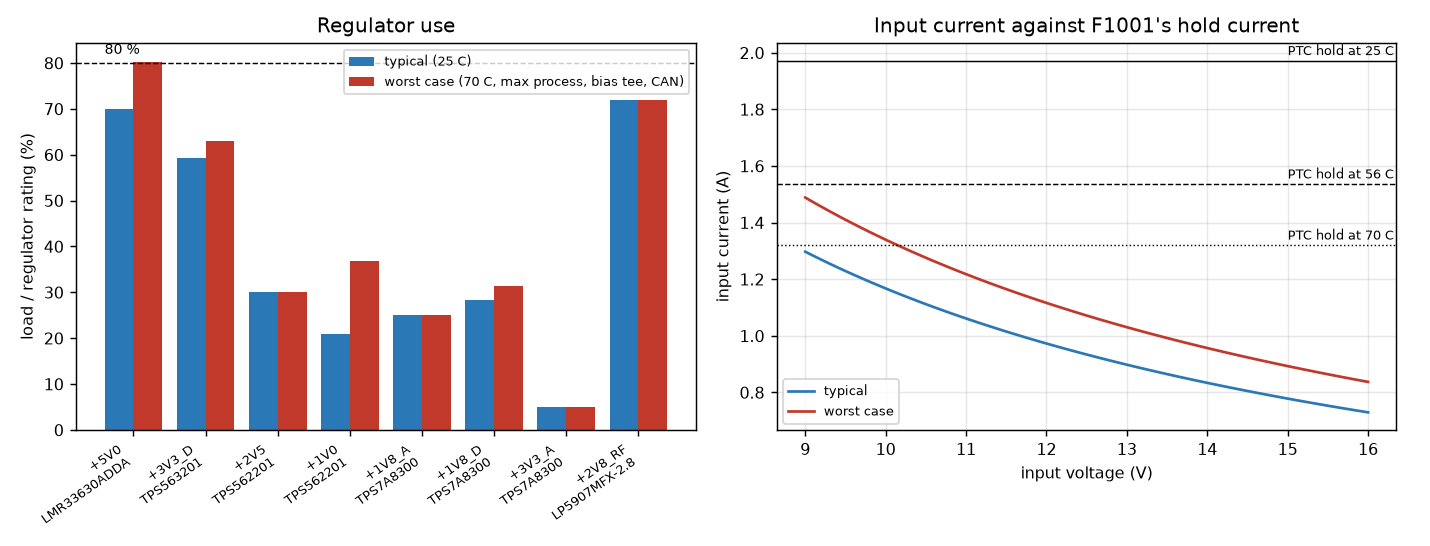 Regulator use
80 %
typical (25 C)
worst case (70 C, max process, bias tee, CAN)
load / regulator rating (%)
80
70
60
50
40
30
20
10
0
+5V0
LMR33630ADDA
+3V3_D
TPS563201
+2V5
TPS562201
+1V0
TPS562201
+1V8_A
TPS7A8300
+1V8_D
TPS7A8300
+3V3_A
TPS7A8300
+2V8_RF
LP5907MFX-2.8
Input current against F1001's hold current
PTC hold at 25 C
PTC hold at 56 C
PTC hold at 70 C
input current (A)
2.0
1.8
1.6
1.4
1.2
1.0
0.8
typical
worst case
9 10 11 12 13 14 15 16
input voltage (V)